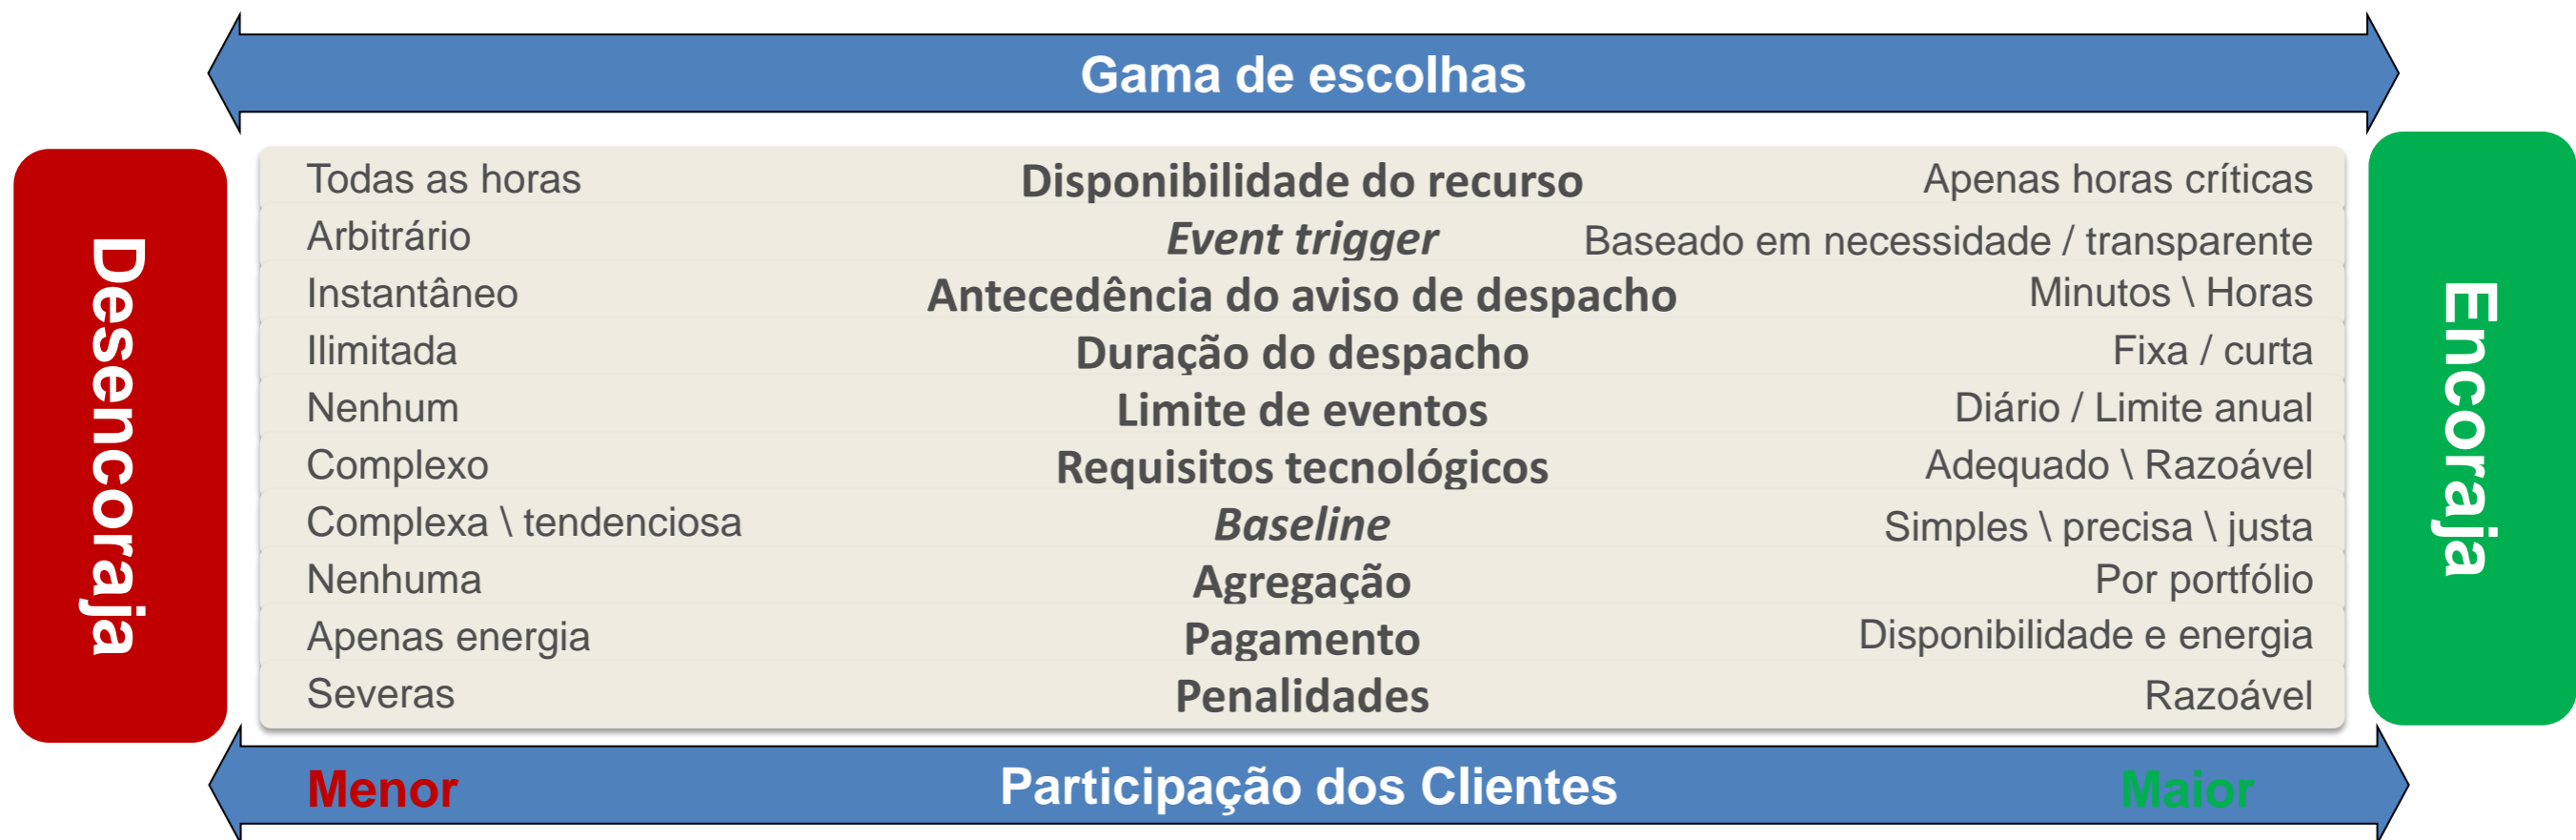 Gama de escolhas
Desencoraja
Todas as horas Disponibilidade do recurso Apenas horas críticas
Arbitrário Event trigger Baseado em necessidade / transparente
Instantâneo Antecedência do aviso de despacho Minutos \ Horas
Ilimitada Duração do despacho Fixa / curta
Nenhum Limite de eventos Diário / Limite anual
Complexo Requisitos tecnológicos Adequado \ Razoável
Complexa \ tendenciosa Baseline Simples \ precisa \ justa
Nenhuma Agregação Por portfólio
Apenas energia Pagamento Disponibilidade e energia
Severas Penalidades Razoável
Encoraja
Menor Participação dos Clientes Maior